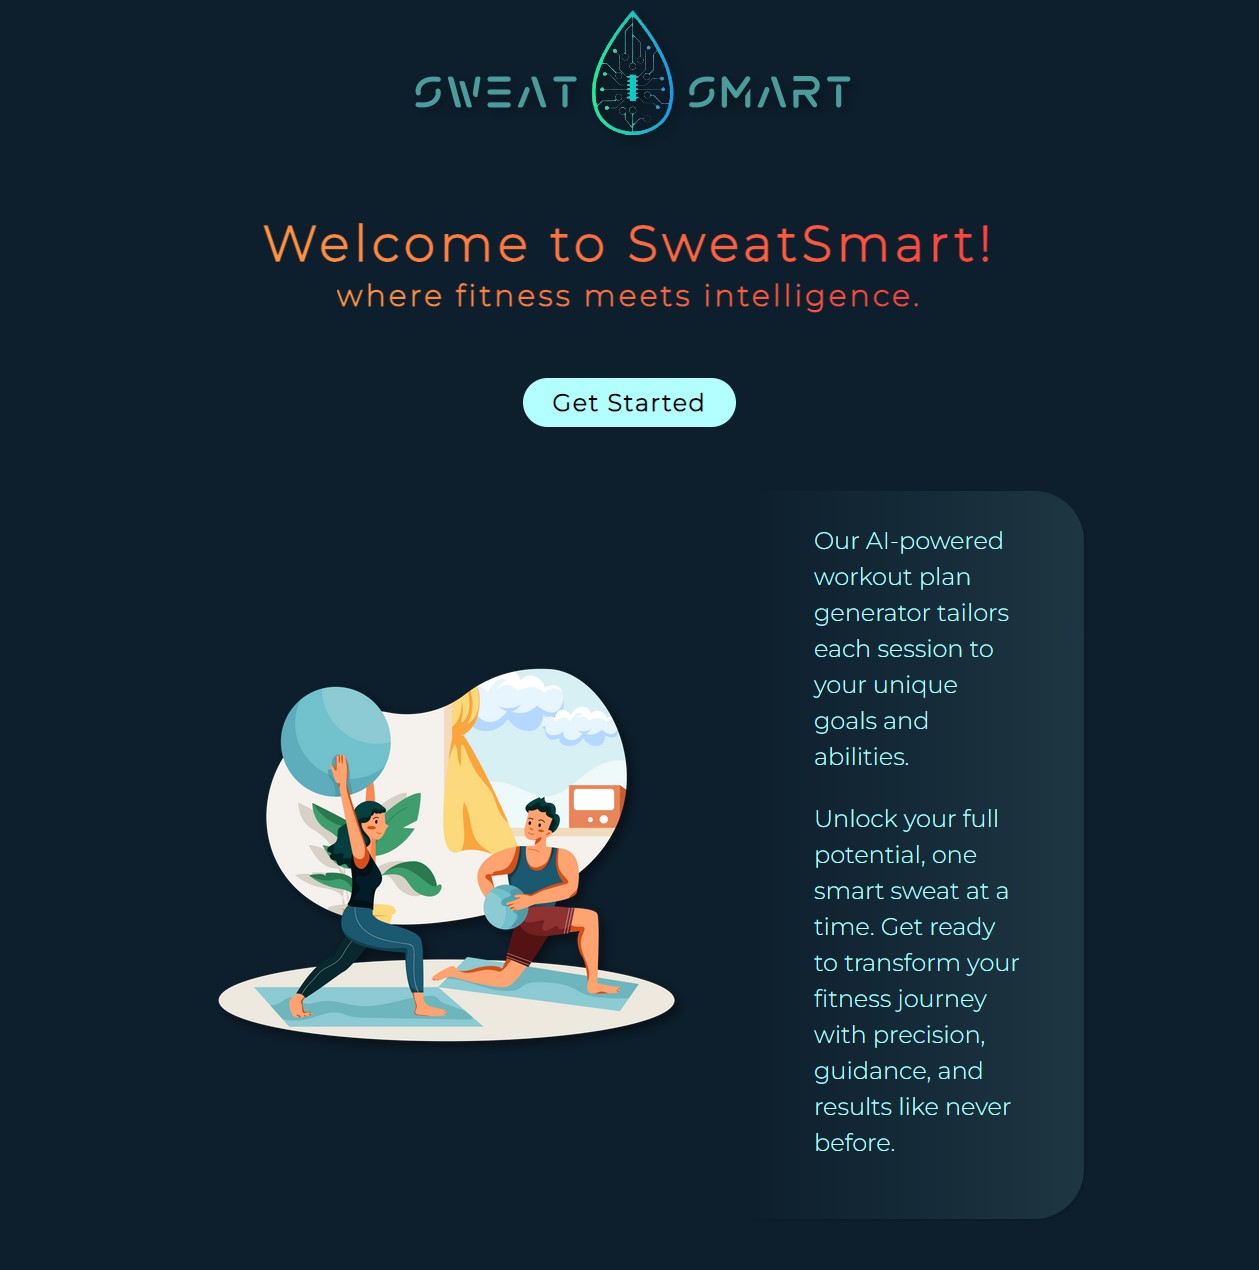 SWEAT SMART
Welcome to SweatSmart!
where fitness meets intelligence.
Get Started
Our AI-powered
workout plan
generator tailors
each session to
your unique
goals and
abilities.
Unlock your full
potential, one
smart sweat at a
time. Get ready
to transform your
fitness journey
with precision,
guidance, and
results like never
before.